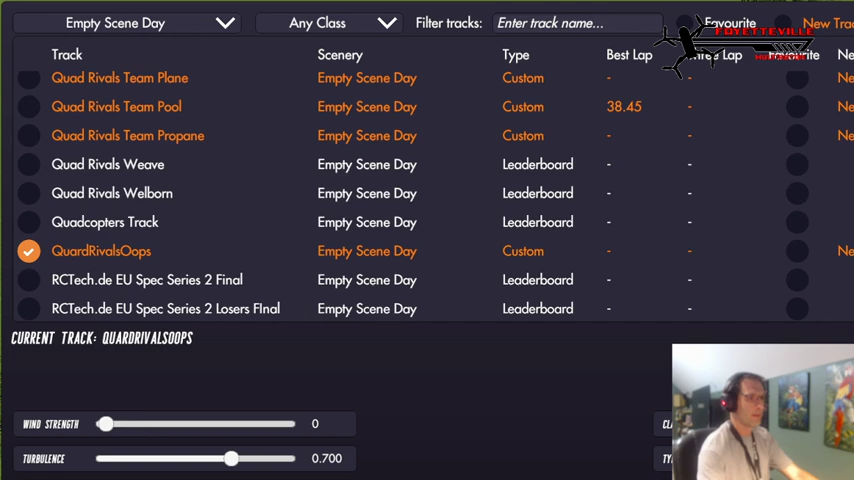 Empty Scene Day Any Class Filter tracks: Enter track name... Favourite New Trac
FAYETTEVILLE
Track Scenery Type Best Lap Lap Favourite Ne
Quad Rivals Team Plane Empty Scene Day Custom - - Ne
Quad Rivals Team Pool Empty Scene Day Custom 38.45 - Ne
Quad Rivals Team Propane Empty Scene Day Custom - - Ne
Quad Rivals Weave Empty Scene Day Leaderboard - -
Quad Rivals Welborn Empty Scene Day Leaderboard - -
Quadcopters Track Empty Scene Day Leaderboard - -
QuardRivalsOops Empty Scene Day Custom - - Ne
RCTech.de EU Spec Series 2 Final Empty Scene Day Leaderboard - -
RCTech.de EU Spec Series 2 Losers FInal Empty Scene Day Leaderboard - -
CURRENT TRACK: QUARDRIVALSOOPS
WIND STRENGTH 0 CLA
TURBULENCE 0.700 TY